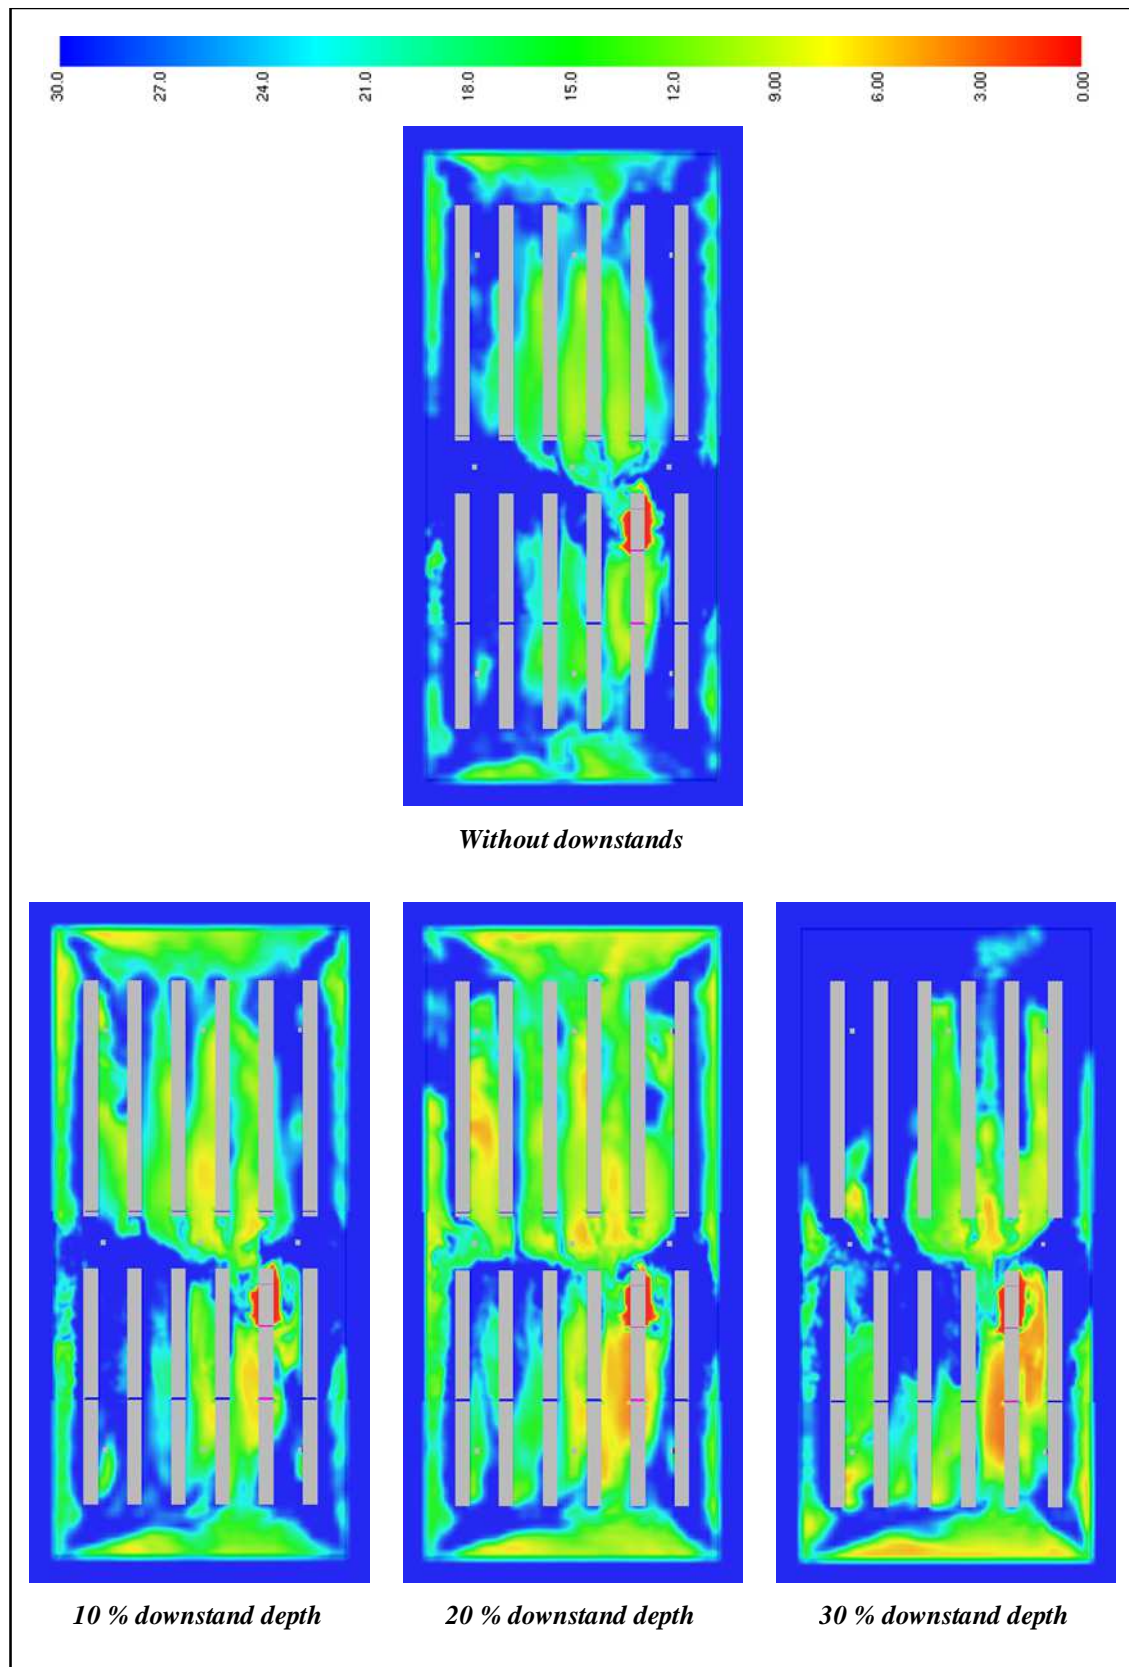 30.0 27.0 24.0 21.0 18.0 15.0 12.0 9.00 6.00 3.00 0.00
Without downstands
10 % downstand depth 20 % downstand depth 30 % downstand depth